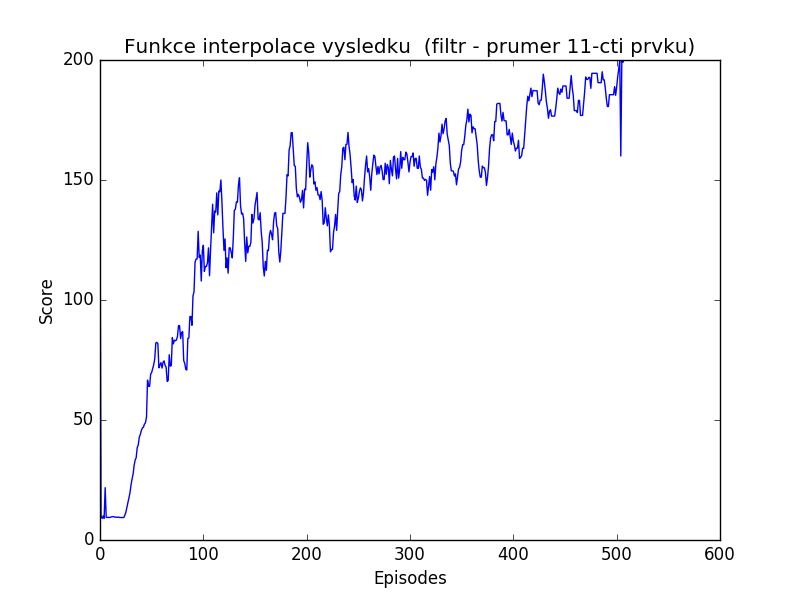 Funkce interpolace vysledku  (filtr - prumer 11-cti prvku)
200
150
100
50
0
Score
0 100 200 300 400 500 600
Episodes